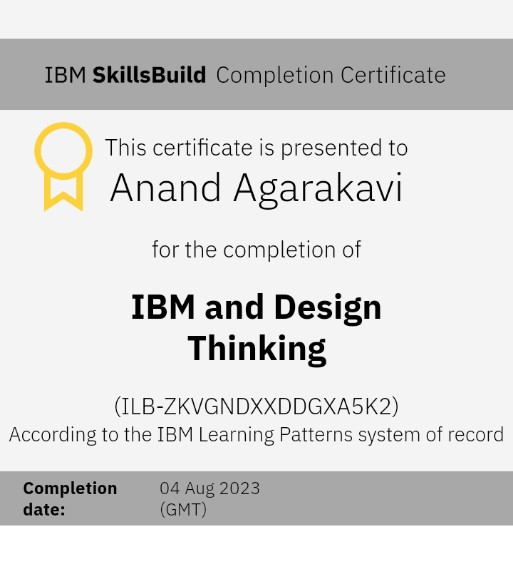 IBM SkillsBuild Completion Certificate
This certificate is presented to
Anand Agarakavi
for the completion of
IBM and Design
Thinking
(ILB-ZKVGNDXXDDGXA5K2)
According to the IBM Learning Patterns system of record
Completion date: 04 Aug 2023 (GMT)